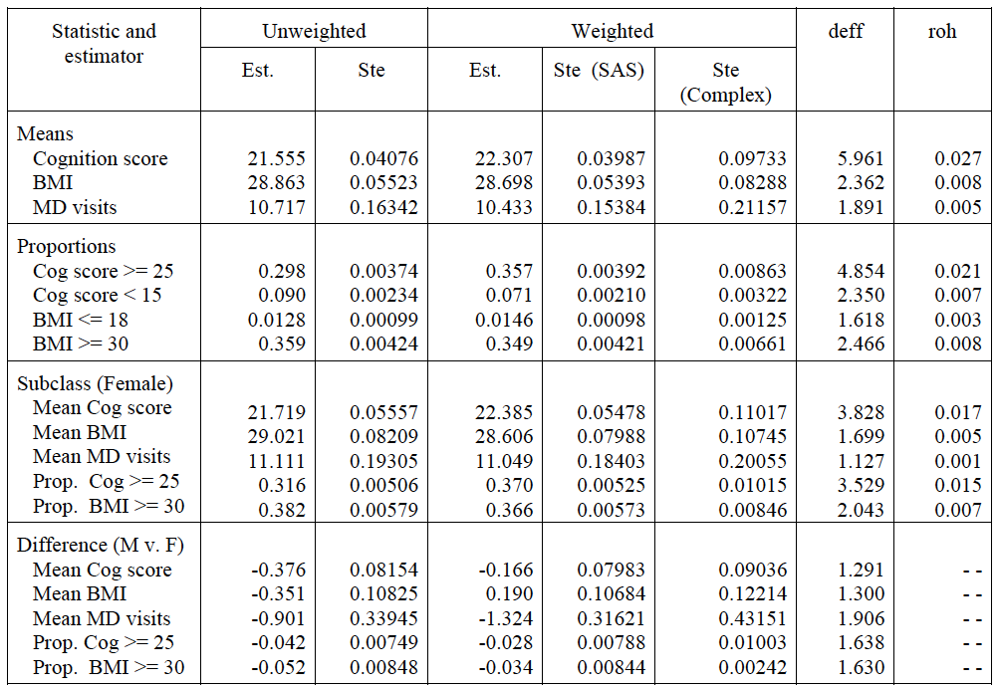 Statistic and estimator Unweighted Weighted deff roh
Est. Ste Est. Ste (SAS) Ste (Complex)
Means
Cognition score 21.555 0.04076 22.307 0.03987 0.09733 5.961 0.027
BMI 28.863 0.05523 28.698 0.05393 0.08288 2.362 0.008
MD visits 10.717 0.16342 10.433 0.15384 0.21157 1.891 0.005
Proportions
Cog score >= 25 0.298 0.00374 0.357 0.00392 0.00863 4.854 0.021
Cog score < 15 0.090 0.00234 0.071 0.00210 0.00322 2.350 0.007
BMI <= 18 0.0128 0.00099 0.0146 0.00098 0.00125 1.618 0.003
BMI >= 30 0.359 0.00424 0.349 0.00421 0.00661 2.466 0.008
Subclass (Female)
Mean Cog score 21.719 0.05557 22.385 0.05478 0.11017 3.828 0.017
Mean BMI 29.021 0.08209 28.606 0.07988 0.10745 1.699 0.005
Mean MD visits 11.111 0.19305 11.049 0.18403 0.20055 1.127 0.001
Prop. Cog >= 25 0.316 0.00506 0.370 0.00525 0.01015 3.529 0.015
Prop. BMI >= 30 0.382 0.00579 0.366 0.00573 0.00846 2.043 0.007
Difference (M v. F)
Mean Cog score -0.376 0.08154 -0.166 0.07983 0.09036 1.291 - -
Mean BMI -0.351 0.10825 0.190 0.10684 0.12214 1.300 - -
Mean MD visits -0.901 0.33945 -1.324 0.31621 0.43151 1.906 - -
Prop. Cog >= 25 -0.042 0.00749 -0.028 0.00788 0.01003 1.638 - -
Prop. BMI >= 30 -0.052 0.00848 -0.034 0.00844 0.00242 1.630 - -